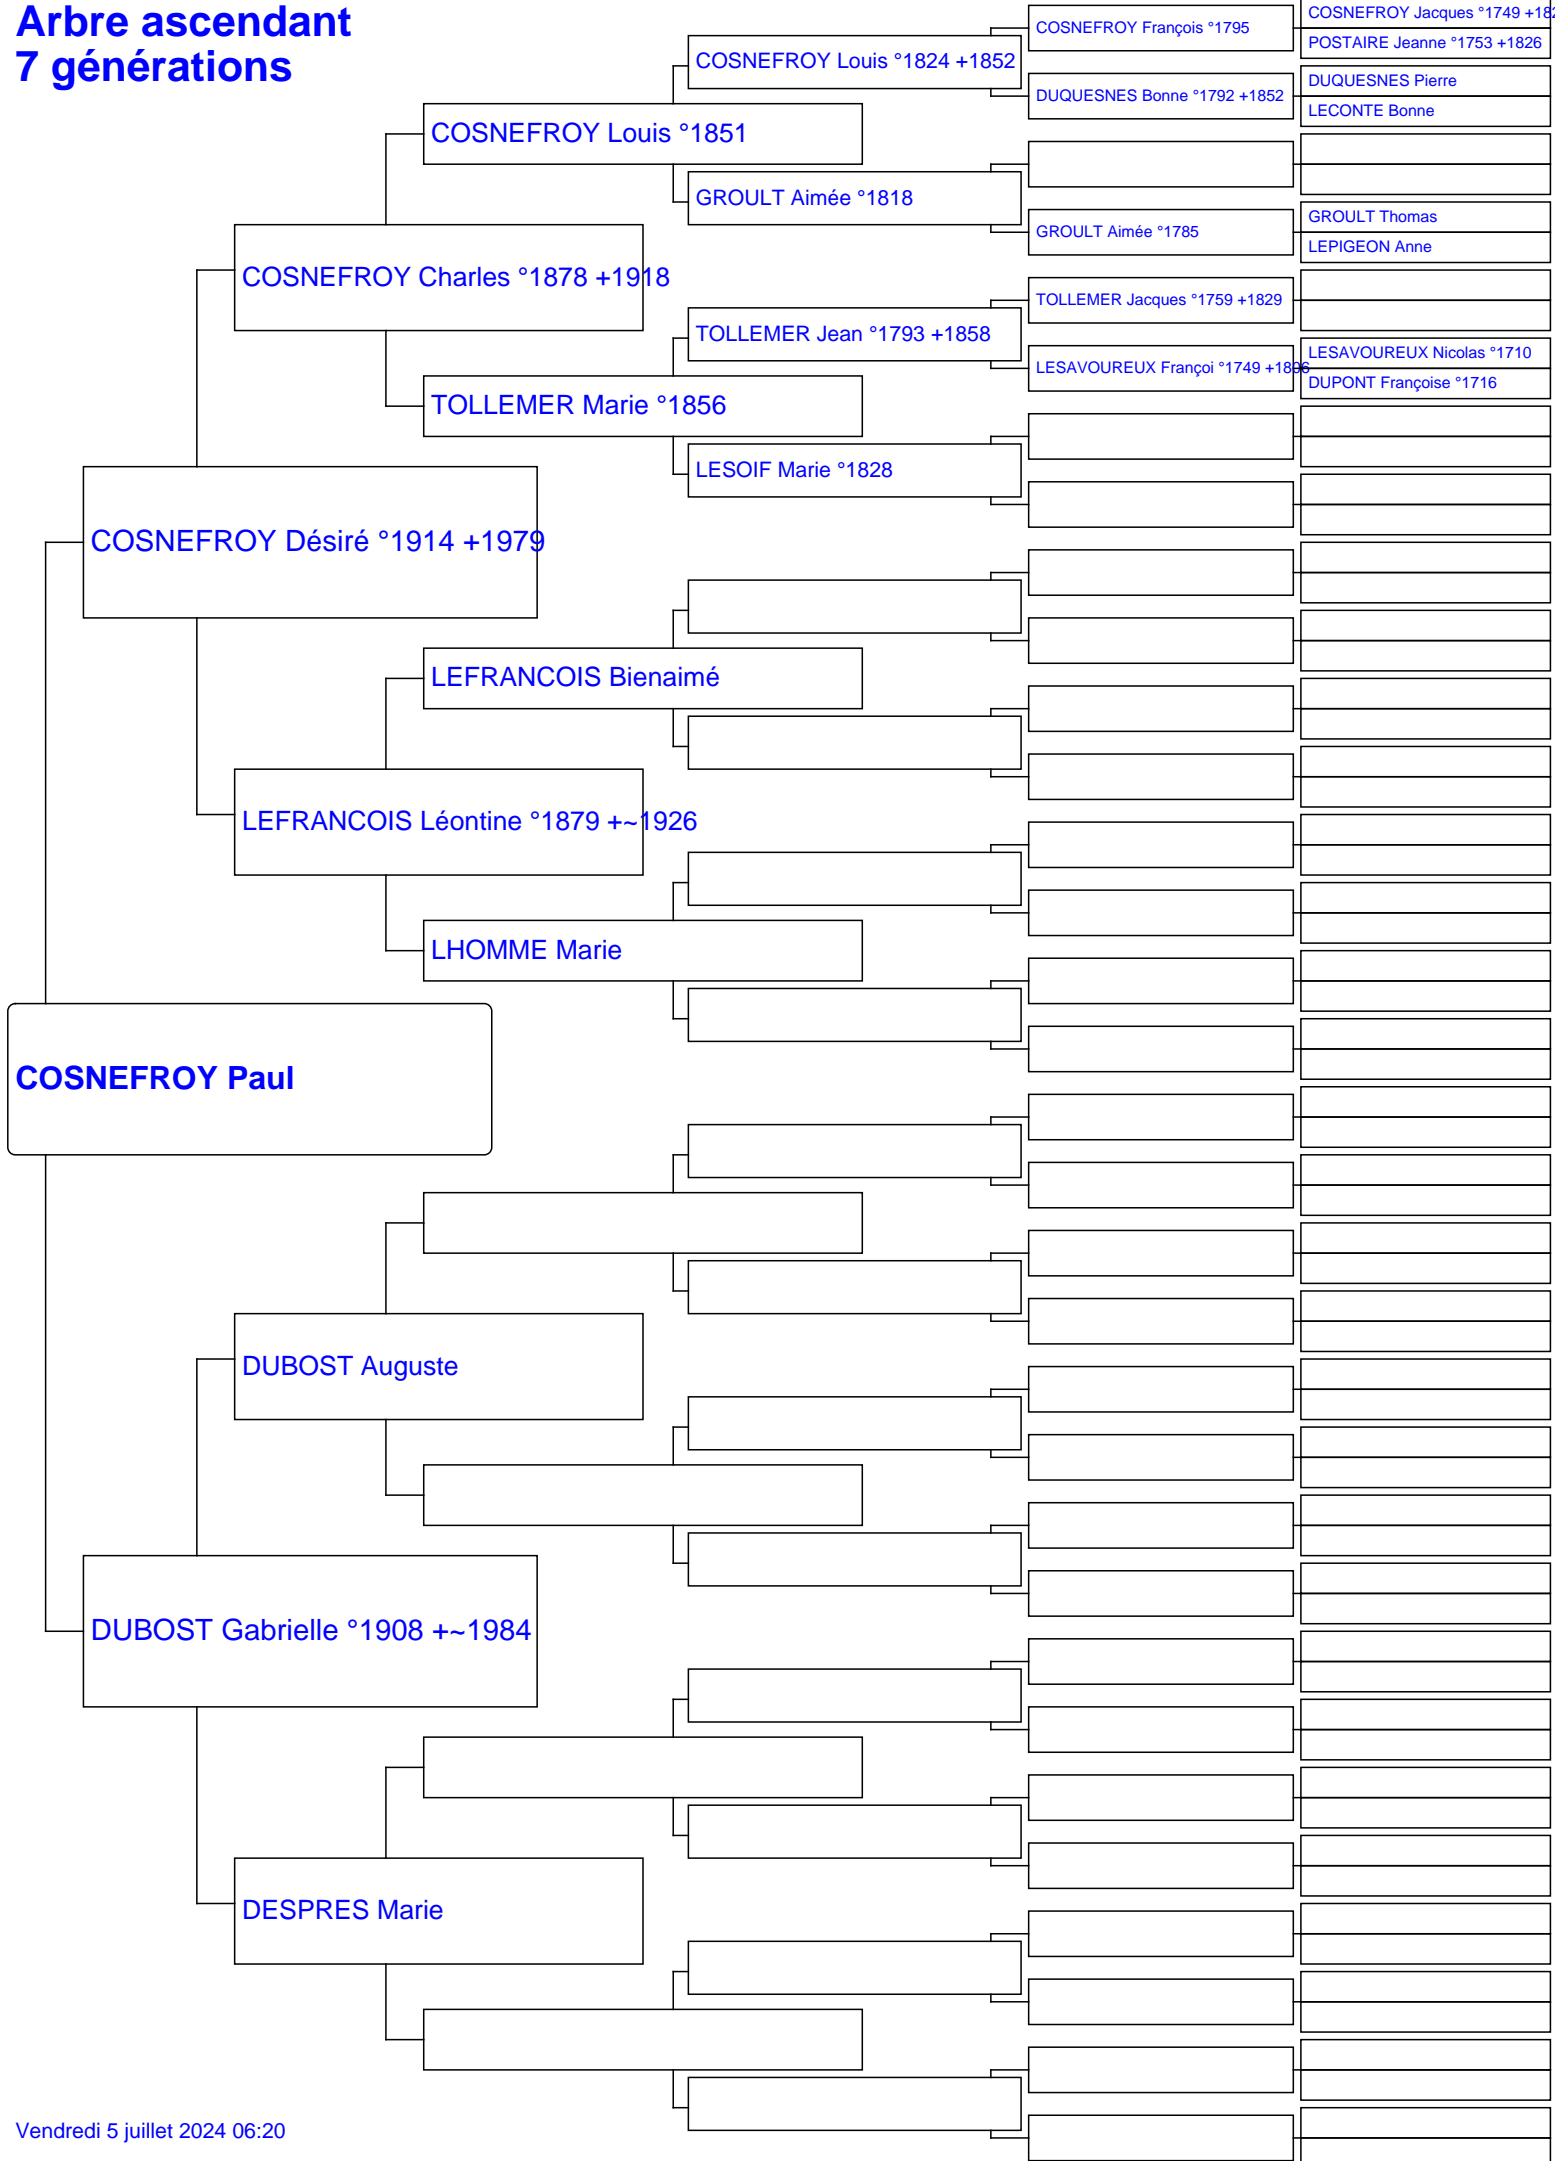 Arbre ascendant
7 générations
COSNEFROY Jacques °1749
POSTAIRE Jeanne °1753 +1826
COSNEFROY François °1795
COSNEFROY Louis °1824 +1852
DUQUESNES Pierre
DUQUESNES Bonne °1792 +1852
LECONTE Bonne
COSNEFROY Louis °1851
GROULT Aimée °1818
GROULT Thomas
GROULT Aimée °1785
LEPIGEON Anne
COSNEFROY Charles °1878 +1918
TOLLEMER Jacques °1759 +1829
TOLLEMER Jean °1793 +1858
LESAVOUREUX Nicolas °1710
LESAVOUREUX Françoi °1749
DUPONT Françoise °1716
TOLLEMER Marie °1856
LESOIF Marie °1828
COSNEFROY Désiré °1914 +1979
LEFRANCOIS Bienaimé
LEFRANCOIS Léontine °1879 +~1926
LHOMME Marie
COSNEFROY Paul
DUBOST Auguste
DUBOST Gabrielle °1908 +~1984
DESPRES Marie
Vendredi 5 juillet 2024 06:20